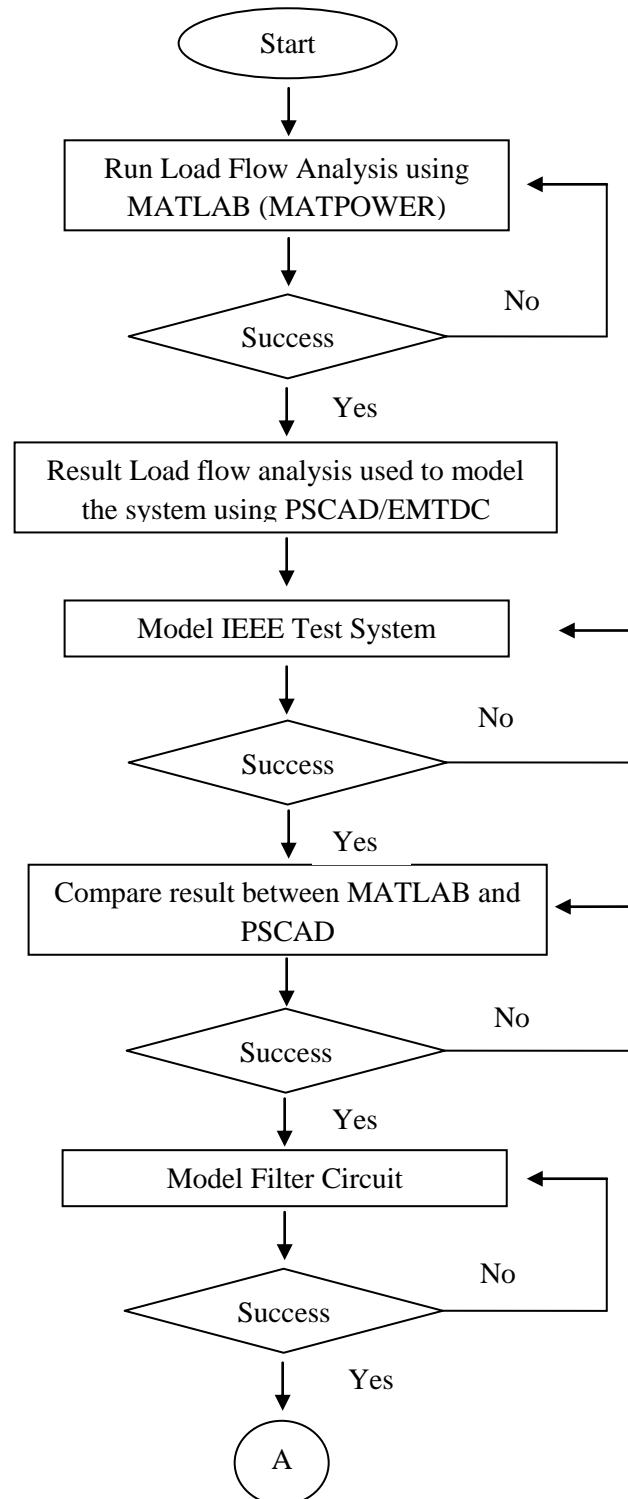 Start
Run Load Flow Analysis using
MATLAB (MATPOWER)
No
Success
Yes
Result Load flow analysis used to model
the system using PSCAD/EMTDC
Model IEEE Test System
No
Success
Yes
Compare result between MATLAB and
PSCAD
No
Success
Yes
Model Filter Circuit
No
Success
Yes
A